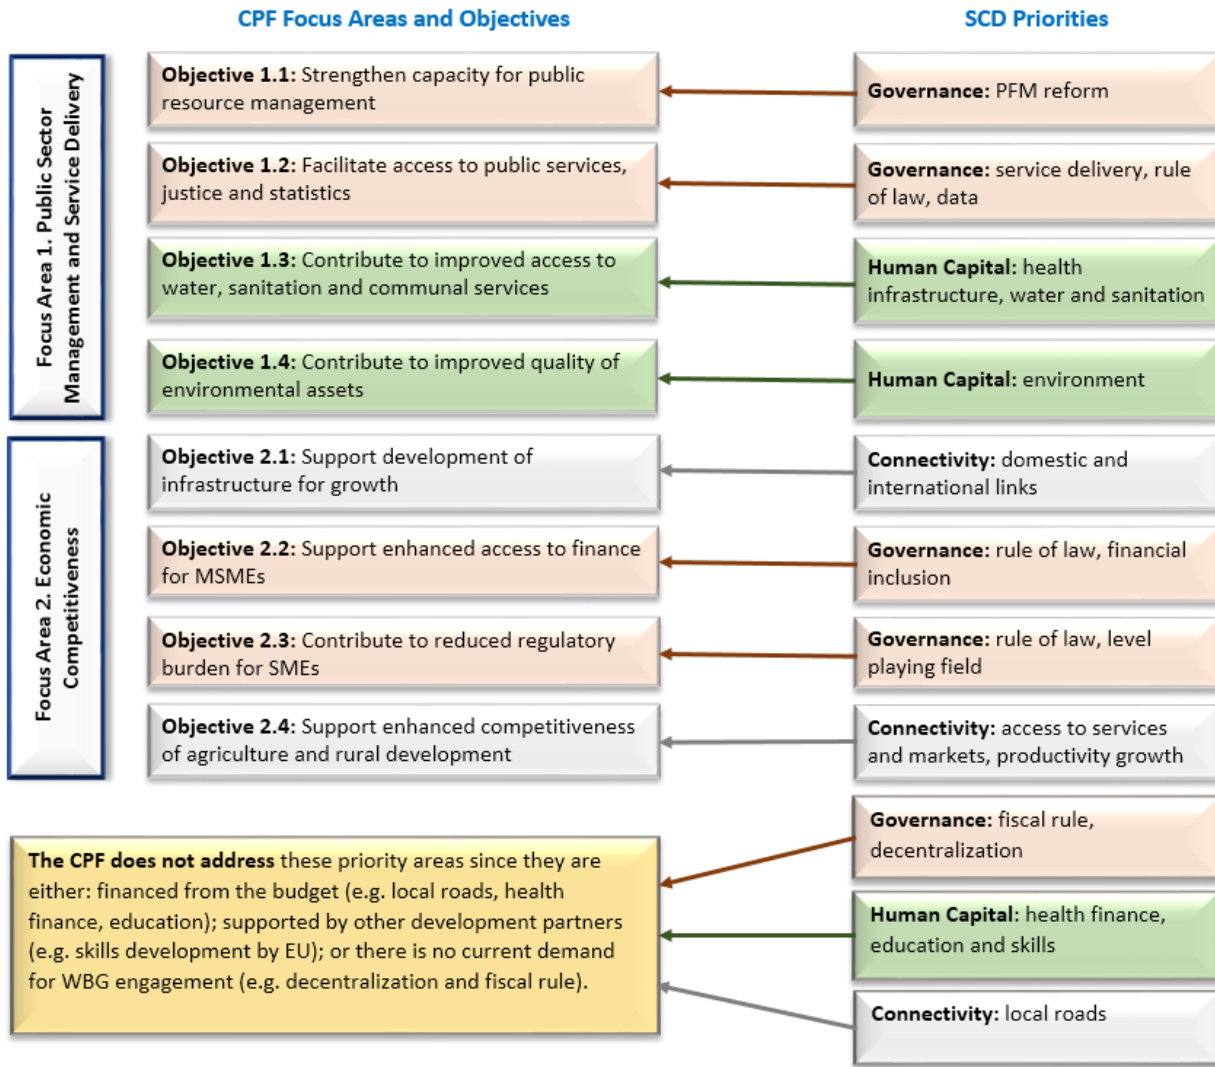 CPF Focus Areas and Objectives
SCD Priorities
Focus Area 1. Public Sector
Management and Service Delivery
Objective 1.1: Strengthen capacity for public
resource management
Governance: PFM reform
Objective 1.2: Facilitate access to public services,
justice and statistics
Governance: service delivery, rule
of law, data
Objective 1.3: Contribute to improved access to
water, sanitation and communal services
Human Capital: health
infrastructure, water and sanitation
Objective 1.4: Contribute to improved quality of
environmental assets
Human Capital: environment
Focus Area 2. Economic
Competitiveness
Objective 2.1: Support development of
infrastructure for growth
Connectivity: domestic and
international links
Objective 2.2: Support enhanced access to finance
for MSMEs
Governance: rule of law, financial
inclusion
Objective 2.3: Contribute to reduced regulatory
burden for SMEs
Governance: rule of law, level
playing field
Objective 2.4: Support enhanced competitiveness
of agriculture and rural development
Connectivity: access to services
and markets, productivity growth
The CPF does not address these priority areas since they are
either: financed from the budget (e.g. local roads, health
finance, education); supported by other development partners
(e.g. skills development by EU); or there is no current demand
for WBG engagement (e.g. decentralization and fiscal rule).
Governance: fiscal rule,
decentralization
Human Capital: health finance,
education and skills
Connectivity: local roads